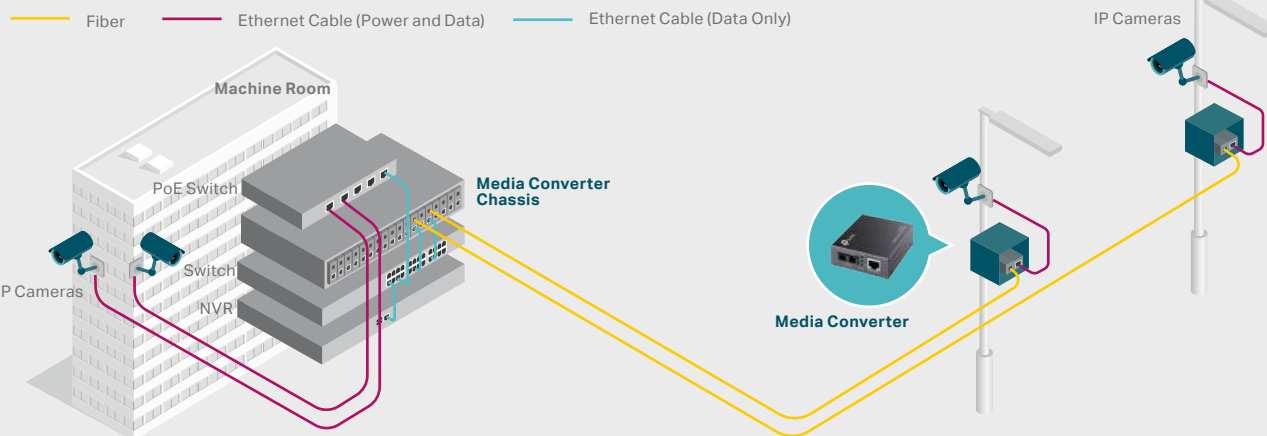 Fiber
Ethernet Cable (Power and Data)
Ethernet Cable (Data Only)
IP Cameras
Machine Room
PoE Switch
Media Converter
Chassis
Switch
P Cameras
NVR
Media Converter